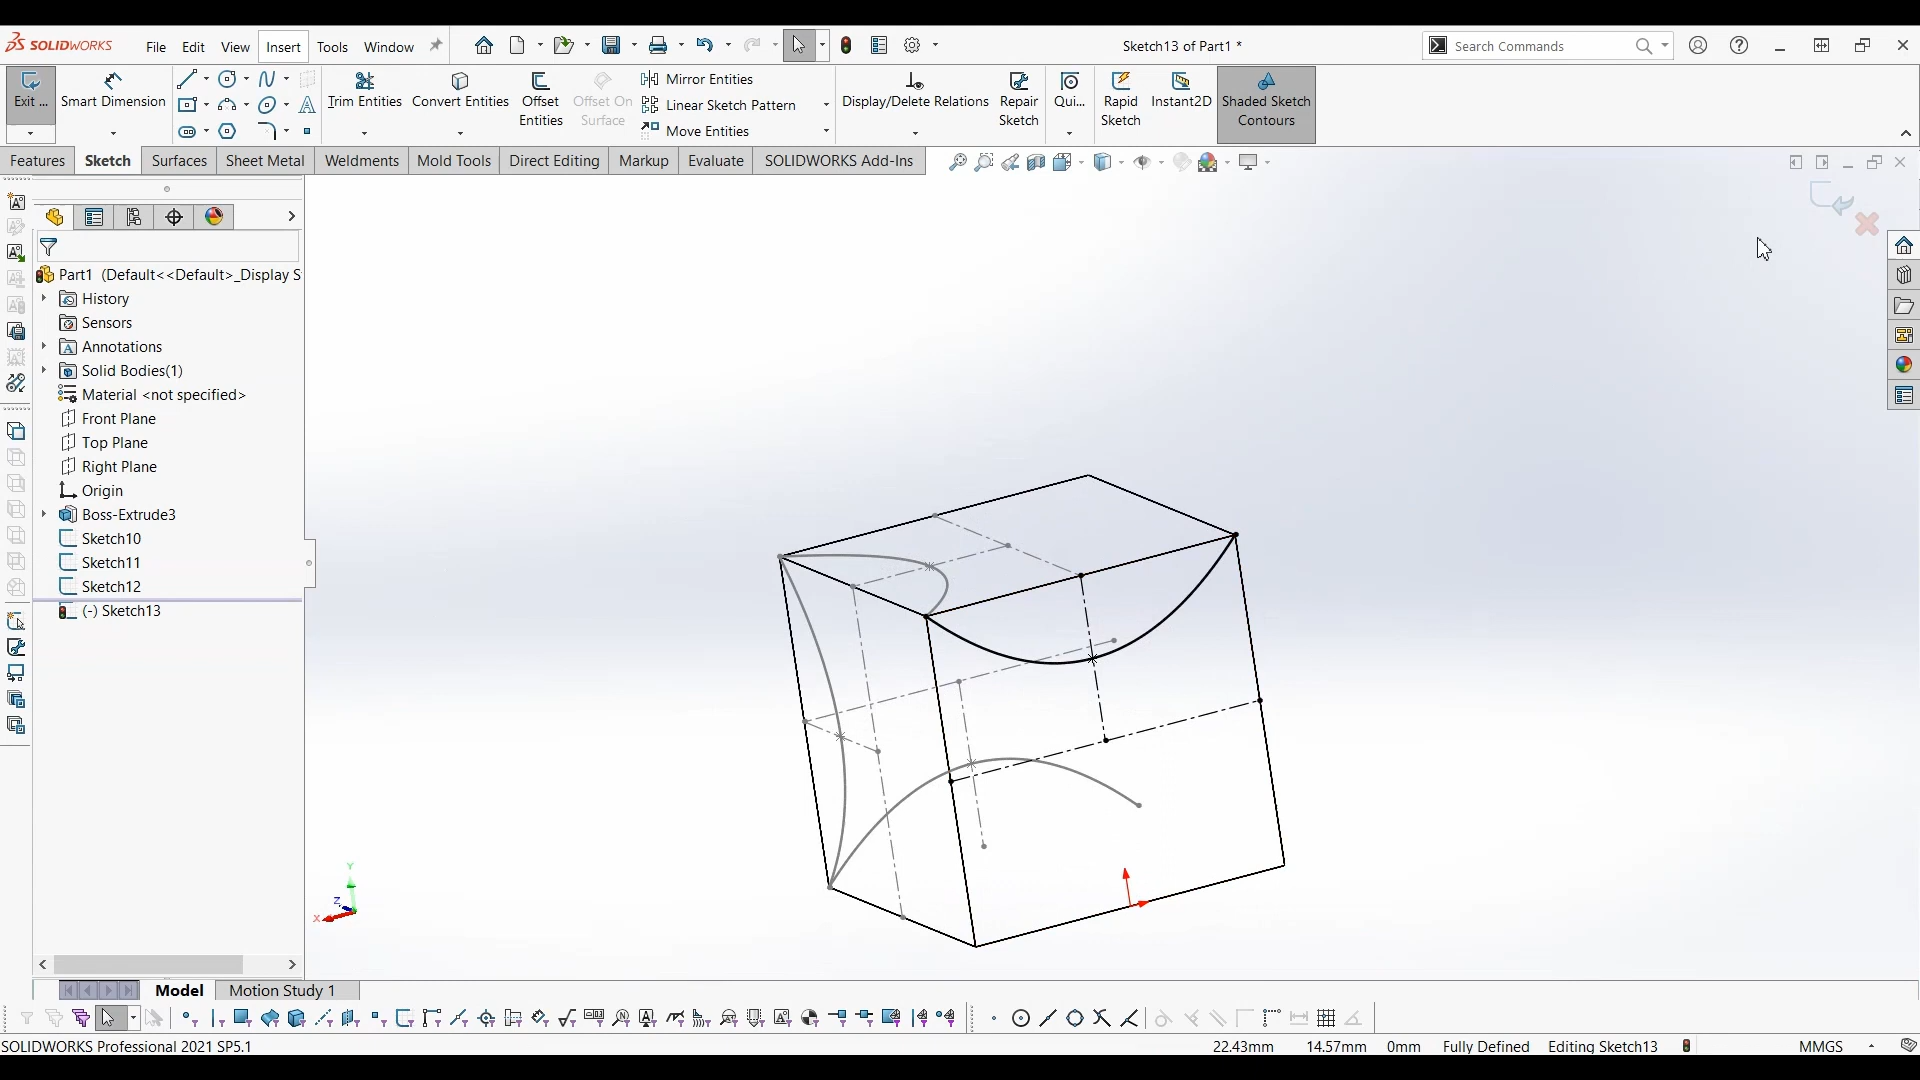 SOLIDWORKS File Edit View Insert Tools Window Sketch13 of Part1 * Search Commands
Exit ... Smart Dimension Trim Entities Convert Entities Offset Entities Offset On Surface Mirror Entities Linear Sketch Pattern Move Entities Display/Delete Relations Repair Sketch Qui... Rapid Sketch Instant2D Shaded Sketch Contours
Features Sketch Surfaces Sheet Metal Weldments Mold Tools Direct Editing Markup Evaluate SOLIDWORKS Add-Ins
Part1 (Default<<Default>_Display S
History
Sensors
Annotations
Solid Bodies(1)
Material <not specified>
Front Plane
Top Plane
Right Plane
Origin
Boss-Extrude3
Sketch10
Sketch11
Sketch12
(-) Sketch13
Y
Z
X
Model Motion Study 1
SOLIDWORKS Professional 2021 SP5.1 22.43mm 14.57mm 0mm Fully Defined Editing Sketch13 MMGS